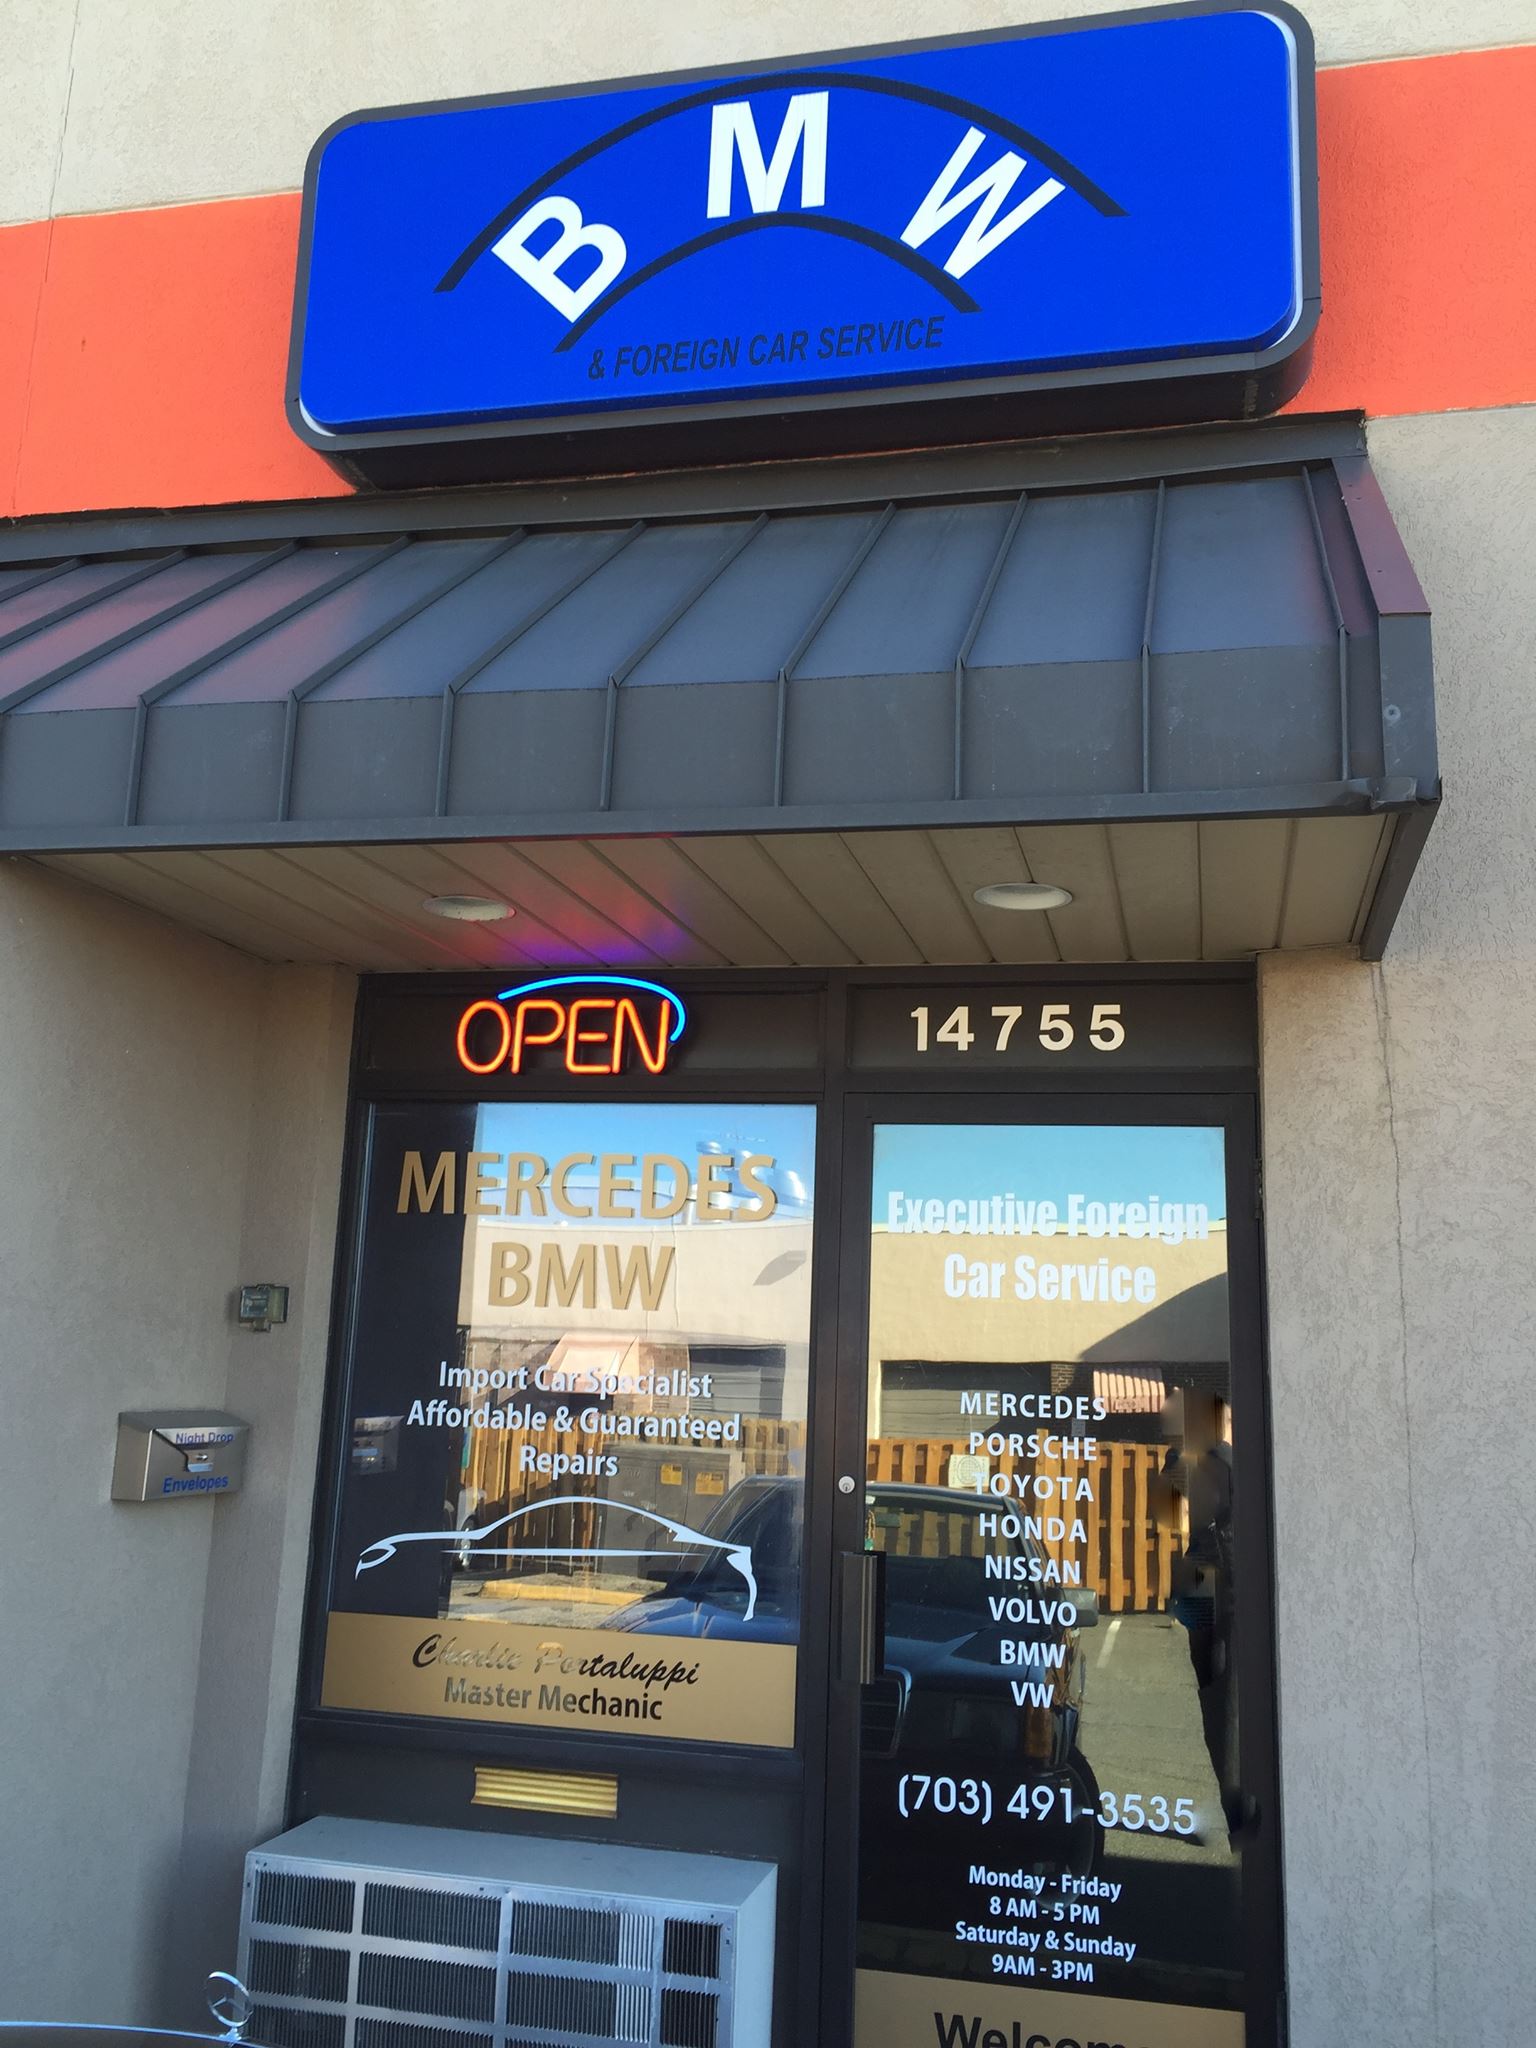 BMW
& FOREIGN CAR SERVICE
OPEN
14755
MERCEDES
BMW
Import Car Specialist
Affordable & Guaranteed
Repairs
Charlie Portaluppi
Master Mechanic
Night Drop
Envelopes
Executive Foreign
Car Service
MERCEDES
PORSCHE
TOYOTA
HONDA
NISSAN
VOLVO
BMW
VW
(703) 491-3535
Monday - Friday
8 AM - 5 PM
Saturday & Sunday
9AM - 3PM